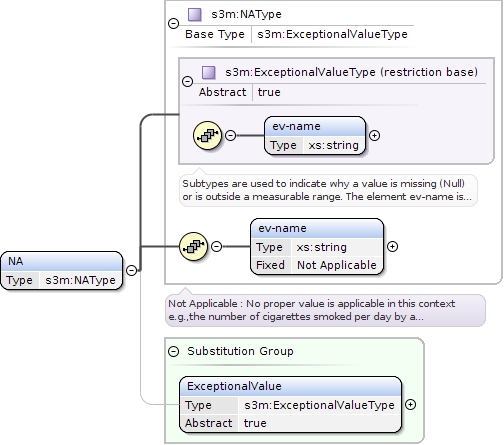 s3m:NAType
Base Type s3m:ExceptionalValueType
s3m:ExceptionalValueType (restriction base)
Abstract true
ev-name
Type xs:string
Subtypes are used to indicate why a value is missing (Null)
or is outside a measurable range. The element ev-name is...
ev-name
Type xs:string
Fixed Not Applicable
NA
Type s3m:NAType
Not Applicable : No proper value is applicable in this context
e.g.,the number of cigarettes smoked per day by a...
Substitution Group
ExceptionalValue
Type s3m:ExceptionalValueType
Abstract true